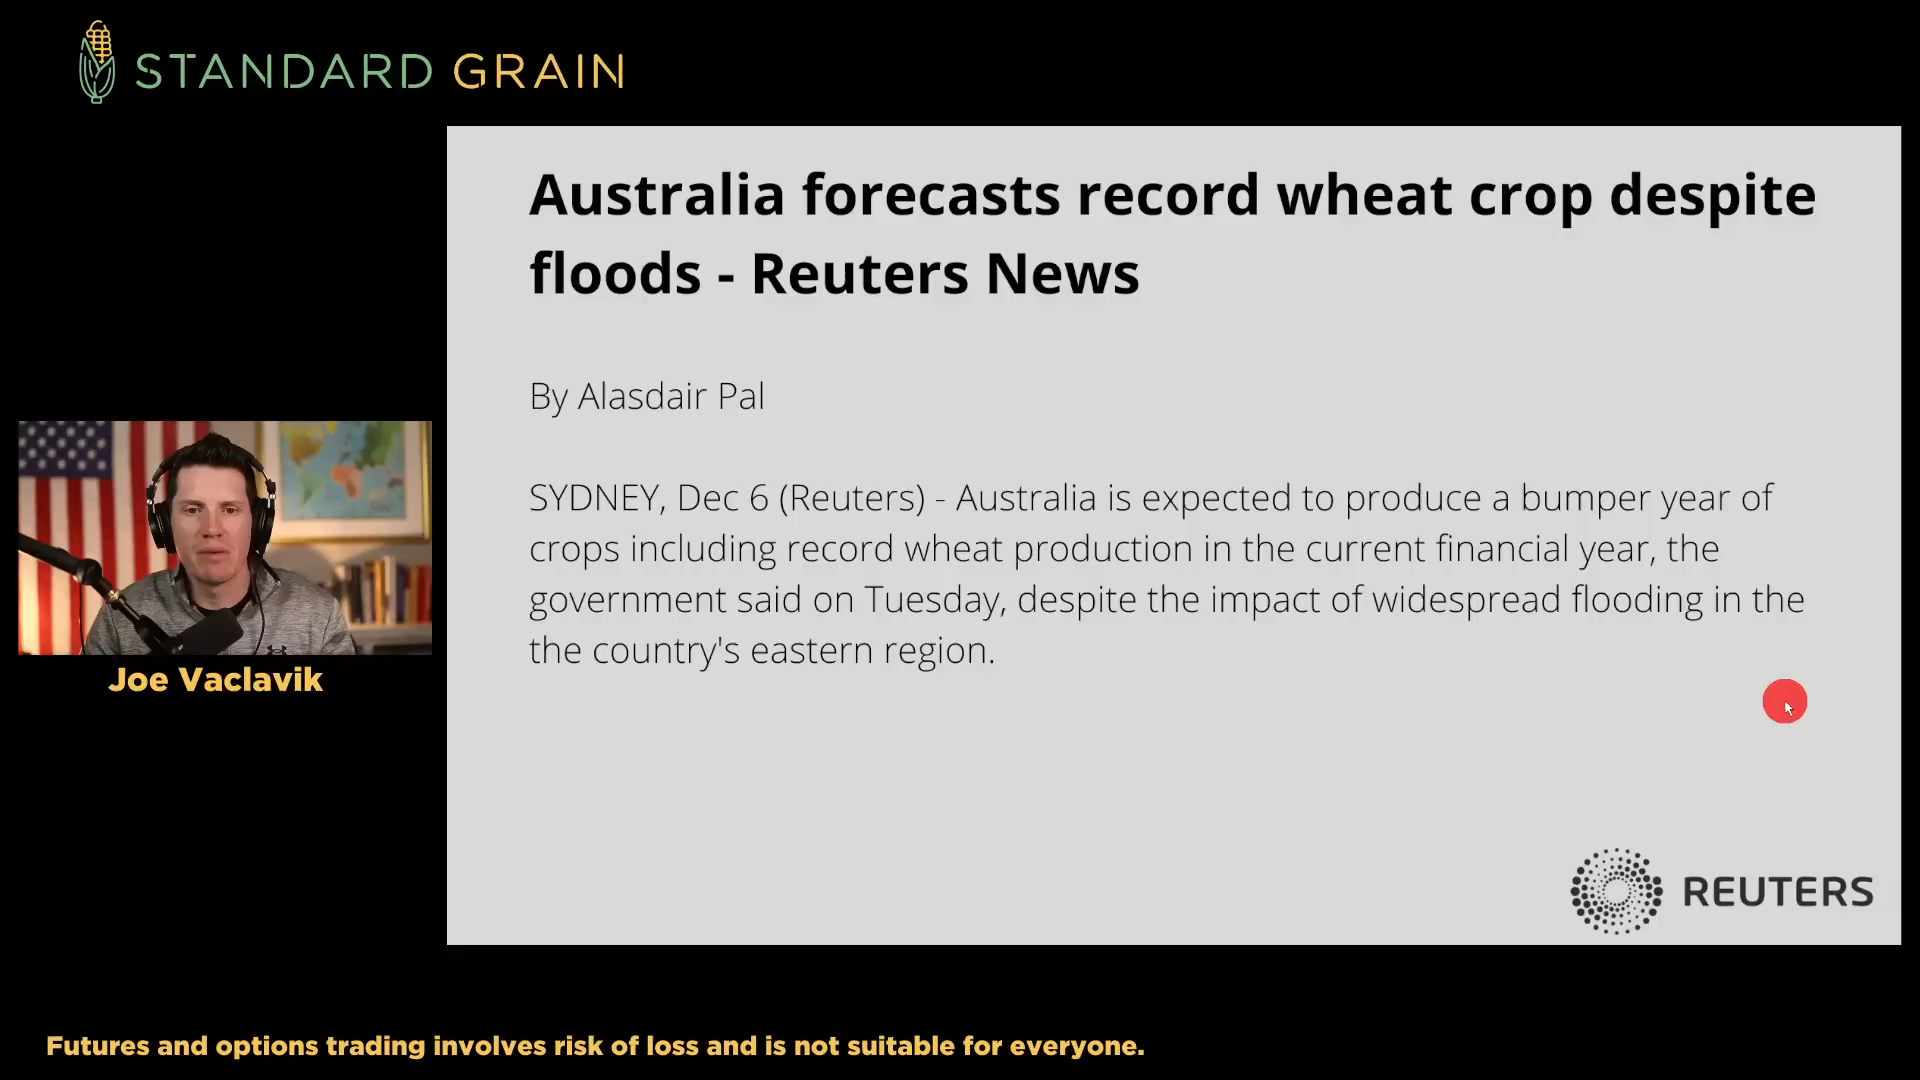 STANDARD GRAIN
Australia forecasts record wheat crop despite
floods - Reuters News
By Alasdair Pal
SYDNEY, Dec 6 (Reuters) - Australia is expected to produce a bumper year of
crops including record wheat production in the current financial year, the
government said on Tuesday, despite the impact of widespread flooding in the
the country's eastern region.
Joe Vaclavik
REUTERS
Futures and options trading involves risk of loss and is not suitable for everyone.